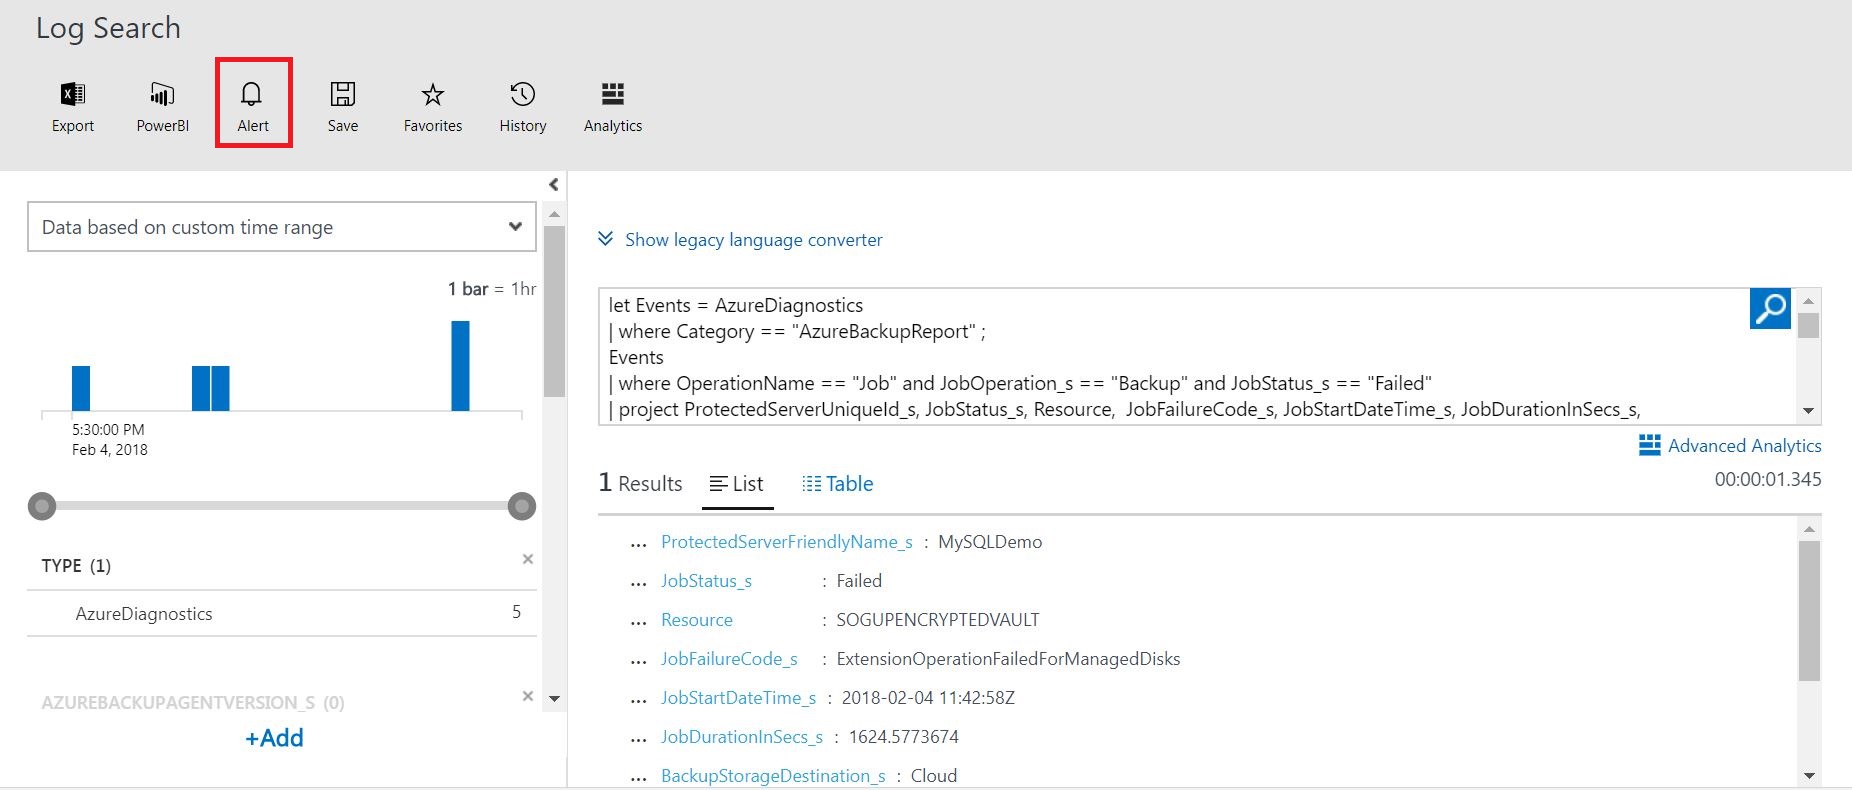 Log Search
Export PowerBI Alert Save Favorites History Analytics
Data based on custom time range
1 bar = 1hr
5:30:00 PM
Feb 4, 2018
TYPE (1)
AzureDiagnostics 5
AZUREBACKUPAGENTVERSION_S (0)
+Add
Show legacy language converter
let Events = AzureDiagnostics
| where Category == "AzureBackupReport" ;
Events
| where OperationName == "Job" and JobOperation_s == "Backup" and JobStatus_s == "Failed"
| project ProtectedServerUniqueId_s, JobStatus_s, Resource, JobFailureCode_s, JobStartDateTime_s, JobDurationInSecs_s,
Advanced Analytics
1 Results List Table
00:00:01.345
... ProtectedServerFriendlyName_s : MySQLDemo
... JobStatus_s : Failed
... Resource : SOGUPENCRYPTEDVAULT
... JobFailureCode_s : ExtensionOperationFailedForManagedDisks
... JobStartDateTime_s : 2018-02-04 11:42:58Z
... JobDurationInSecs_s : 1624.5773674
... BackupStorageDestination_s : Cloud